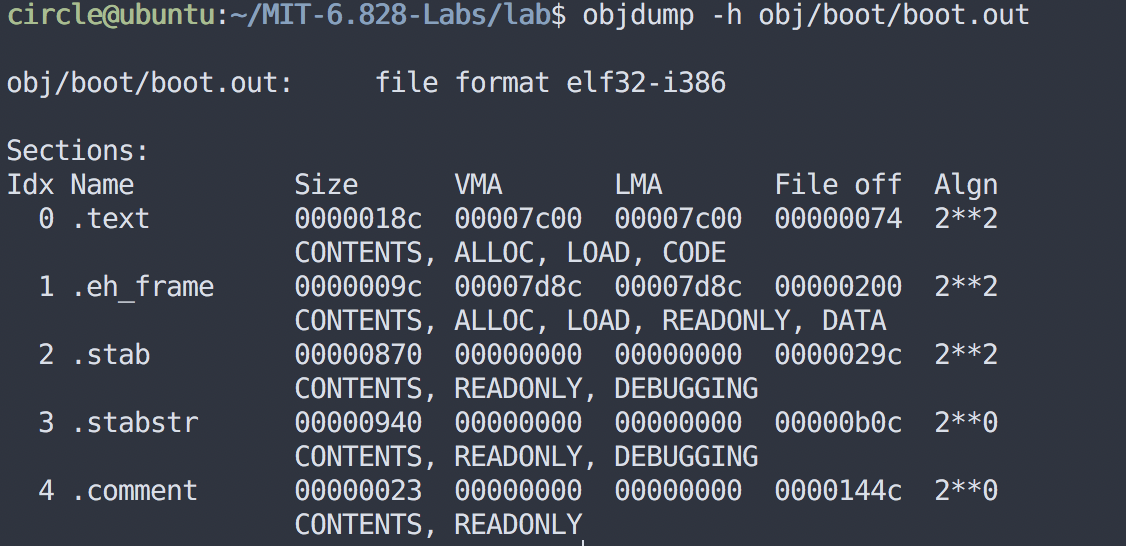 circle@ubuntu:~/MIT-6.828-Labs/lab$ objdump -h obj/boot/boot.out
obj/boot/boot.out:     file format elf32-i386
Sections:
Idx Name          Size      VMA       LMA       File off  Algn
  0 .text         0000018c  00007c00  00007c00  00000074  2**2
                  CONTENTS, ALLOC, LOAD, CODE
  1 .eh_frame     0000009c  00007d8c  00007d8c  00000200  2**2
                  CONTENTS, ALLOC, LOAD, READONLY, DATA
  2 .stab         00000870  00000000  00000000  0000029c  2**2
                  CONTENTS, READONLY, DEBUGGING
  3 .stabstr      00000940  00000000  00000000  00000b0c  2**0
                  CONTENTS, READONLY, DEBUGGING
  4 .comment      00000023  00000000  00000000  0000144c  2**0
                  CONTENTS, READONLY